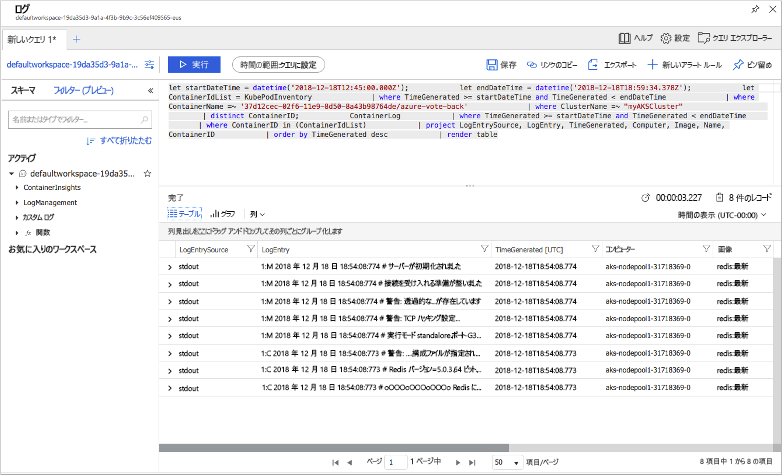 ログ
defaultworkspace-19da35d3-9a1a-4f3b-9b9c-3c56ef409565-eus
新しいクエリ 1*
ヘルプ
設定
クエリ エクスプローラー
defaultworkspace-19da35d3-9a1a-...
実行
時間の範囲:クエリに設定
保存
リンクのコピー
エクスポート
新しいアラート ルール
ピン留め
スキーマ
フィルター (プレビュー)
名前またはタイプでフィルター...
すべて折りたたむ
アクティブ
defaultworkspace-19da35...
ContainerInsights
LogManagement
カスタム ログ
fx 関数
お気に入りのワークスペース
let startDateTime = datetime('2018-12-18T12:45:00.000Z'); let endDateTime = datetime('2018-12-18T18:59:34.378Z'); let
ContainerIdList = KubePodInventory | where TimeGenerated >= startDateTime and TimeGenerated < endDateTime | where
ContainerName =~ '37d12cec-02f6-11e9-8d50-0a43b98764de/azure-vote-back' | where ClusterName =~ "myAKSCluster"
| distinct ContainerID; ContainerLog | where TimeGenerated >= startDateTime and TimeGenerated < endDateTime
| where ContainerID in (ContainerIdList) | project LogEntrySource, LogEntry, TimeGenerated, Computer, Image, Name,
ContainerID | order by TimeGenerated desc | render table
完了
00:00:03.227
8 件のレコード
テーブル
グラフ
列
時間の表示 (UTC-00:00)
列見出しをここにドラッグ アンド ドロップしてその列ごとにグループ化します
LogEntrySource LogEntry TimeGenerated [UTC] コンピューター 画像
stdout 1:M 2018 年 12 月 18 日 18:54:08:774 # サーバーが初期化されました 2018-12-18T18:54:08.774 aks-nodepool1-31718369-0 redis:最新
stdout 1:M 2018 年 12 月 18 日 18:54:08:774 # 接続を受け入れる準備が整いました 2018-12-18T18:54:08.774 aks-nodepool1-31718369-0 redis:最新
stdout 1:M 2018 年 12 月 18 日 18:54:08:774 # 警告: 透過的な...が存在しています 2018-12-18T18:54:08.774 aks-nodepool1-31718369-0 redis:最新
stdout 1:M 2018 年 12 月 18 日 18:54:08:774 # 警告: TCP バッキング設定... 2018-12-18T18:54:08.774 aks-nodepool1-31718369-0 redis:最新
stdout 1:M 2018 年 12 月 18 日 18:54:08:774 # 実行モード standalone,ポート-G3... 2018-12-18T18:54:08.774 aks-nodepool1-31718369-0 redis:最新
stdout 1:C 2018 年 12 月 18 日 18:54:08:773 # 警告: ...構成ファイルが指定され... 2018-12-18T18:54:08.773 aks-nodepool1-31718369-0 redis:最新
stdout 1:C 2018 年 12 月 18 日 18:54:08:773 # Redis バージョン=5.0.3.64 ビット、 2018-12-18T18:54:08.773 aks-nodepool1-31718369-0 redis:最新
stdout 1:C 2018 年 12 月 18 日 18:54:08:773 # oOOOoOOOoOOOo Redis に... 2018-12-18T18:54:08.773 aks-nodepool1-31718369-0 redis:最新
ページ 1 1 ページ中 50 項目/ページ
8 項目中 1 から 8 の項目